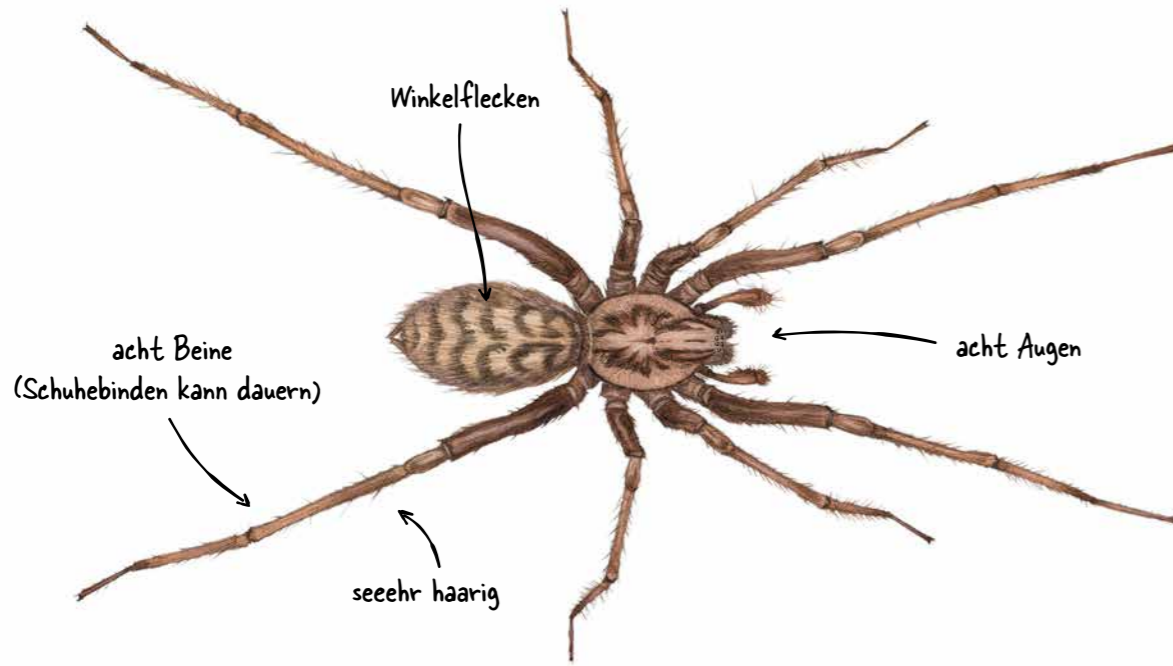 Winkelflecken
acht Beine
(Schuhebinden kann dauern)
acht Augen
seeehr haarig